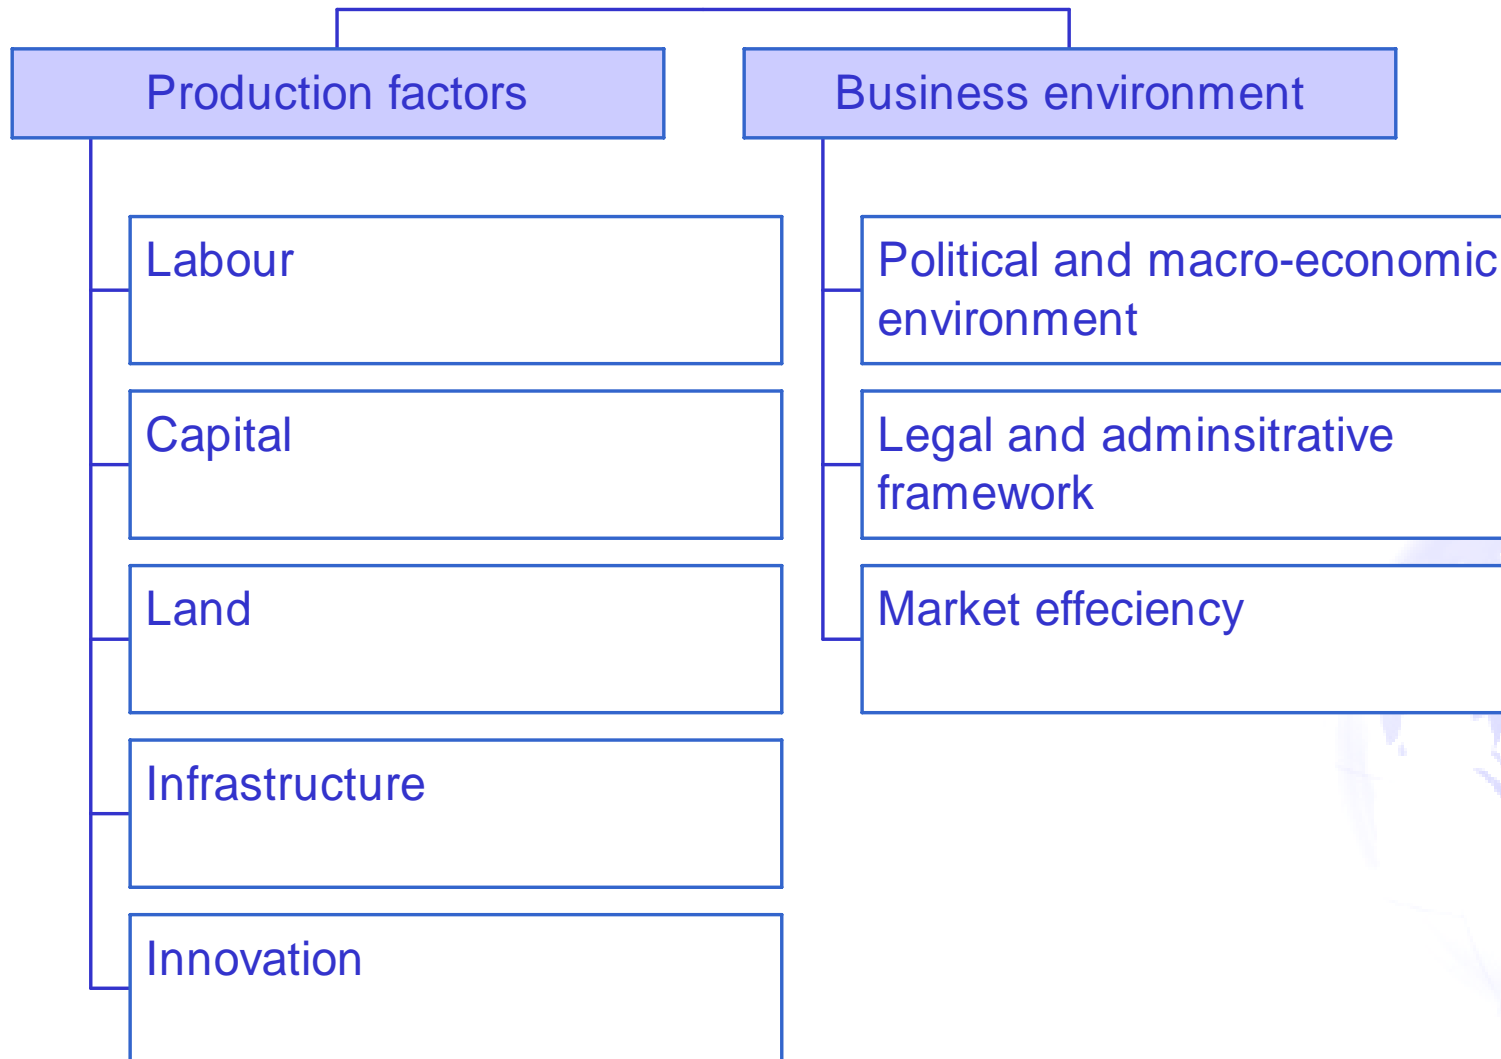 Production factors
Labour
Capital
Land
Infrastructure
Innovation
Business environment
Political and macro-economic
environment
Legal and adminsitrative
framework
Market effeciency